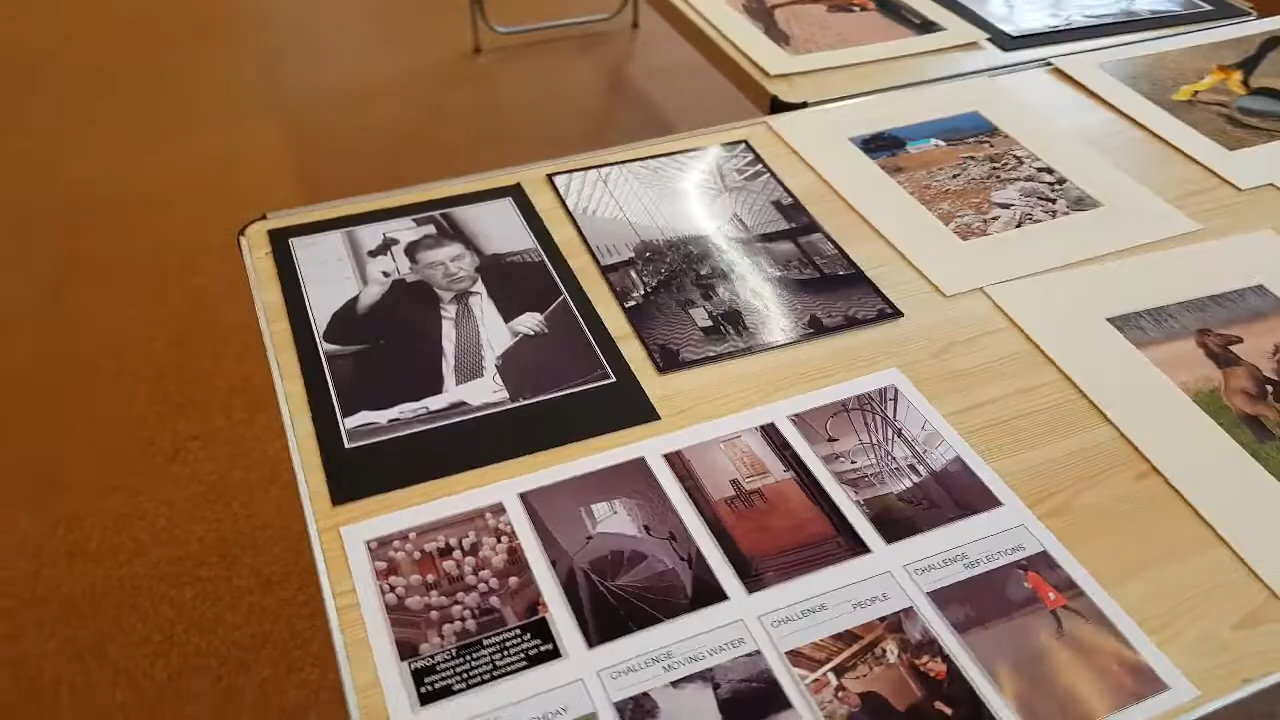 PROJECT ........ Interiors
choose a subject / area of
interest and build up a portfolio.
It's always a useful 'fallback' on any
day out or occasion.
CHALLENGE
REFLECTIONS
CHALLENGE
PEOPLE
CHALLENGE
MOVING WATER